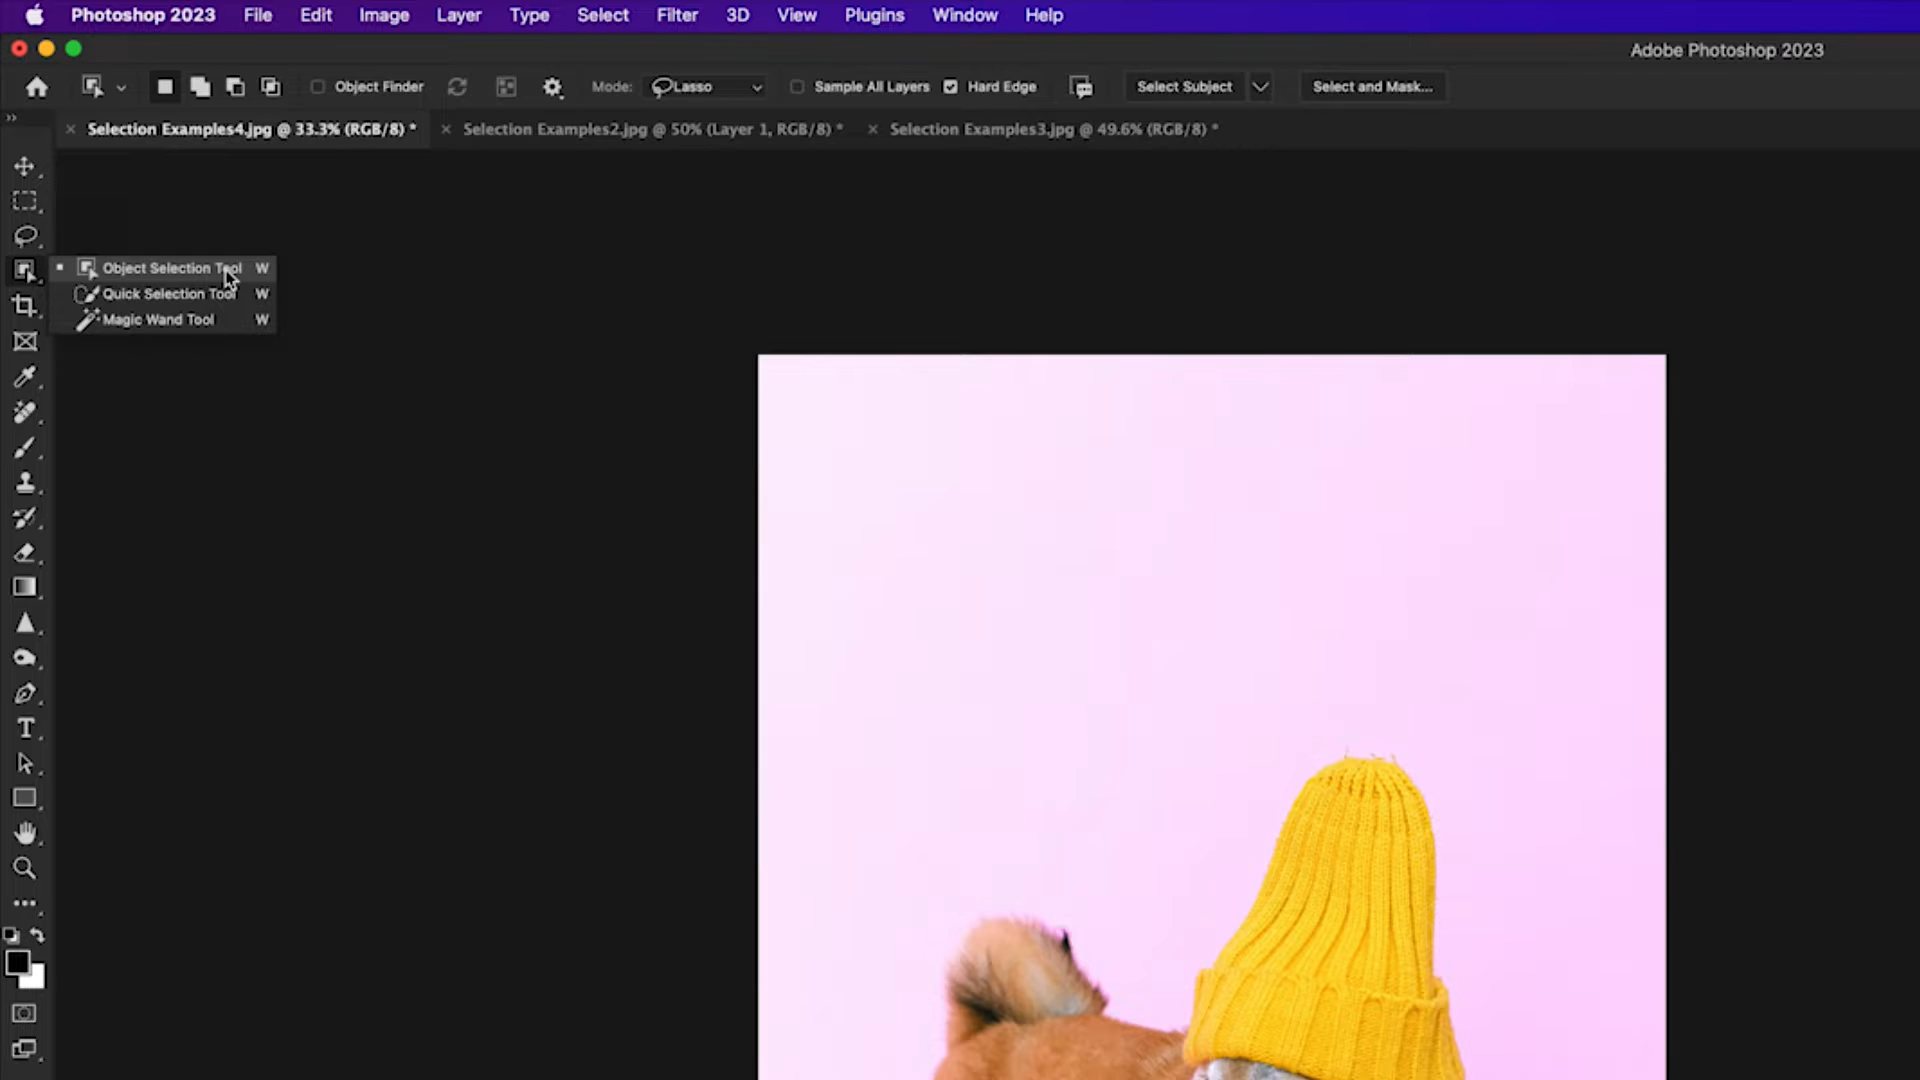 Photoshop 2023 File Edit Image Layer Type Select Filter 3D View Plugins Window Help
Adobe Photoshop 2023
Object Finder Mode: Lasso Sample All Layers Hard Edge Select Subject Select and Mask...
Selection Examples4.jpg @ 33.3% (RGB/8) * Selection Examples2.jpg @ 50% (Layer 1, RGB/8) * Selection Examples3.jpg @ 49.6% (RGB/8) *
Object Selection Tool W
Quick Selection Tool W
Magic Wand Tool W